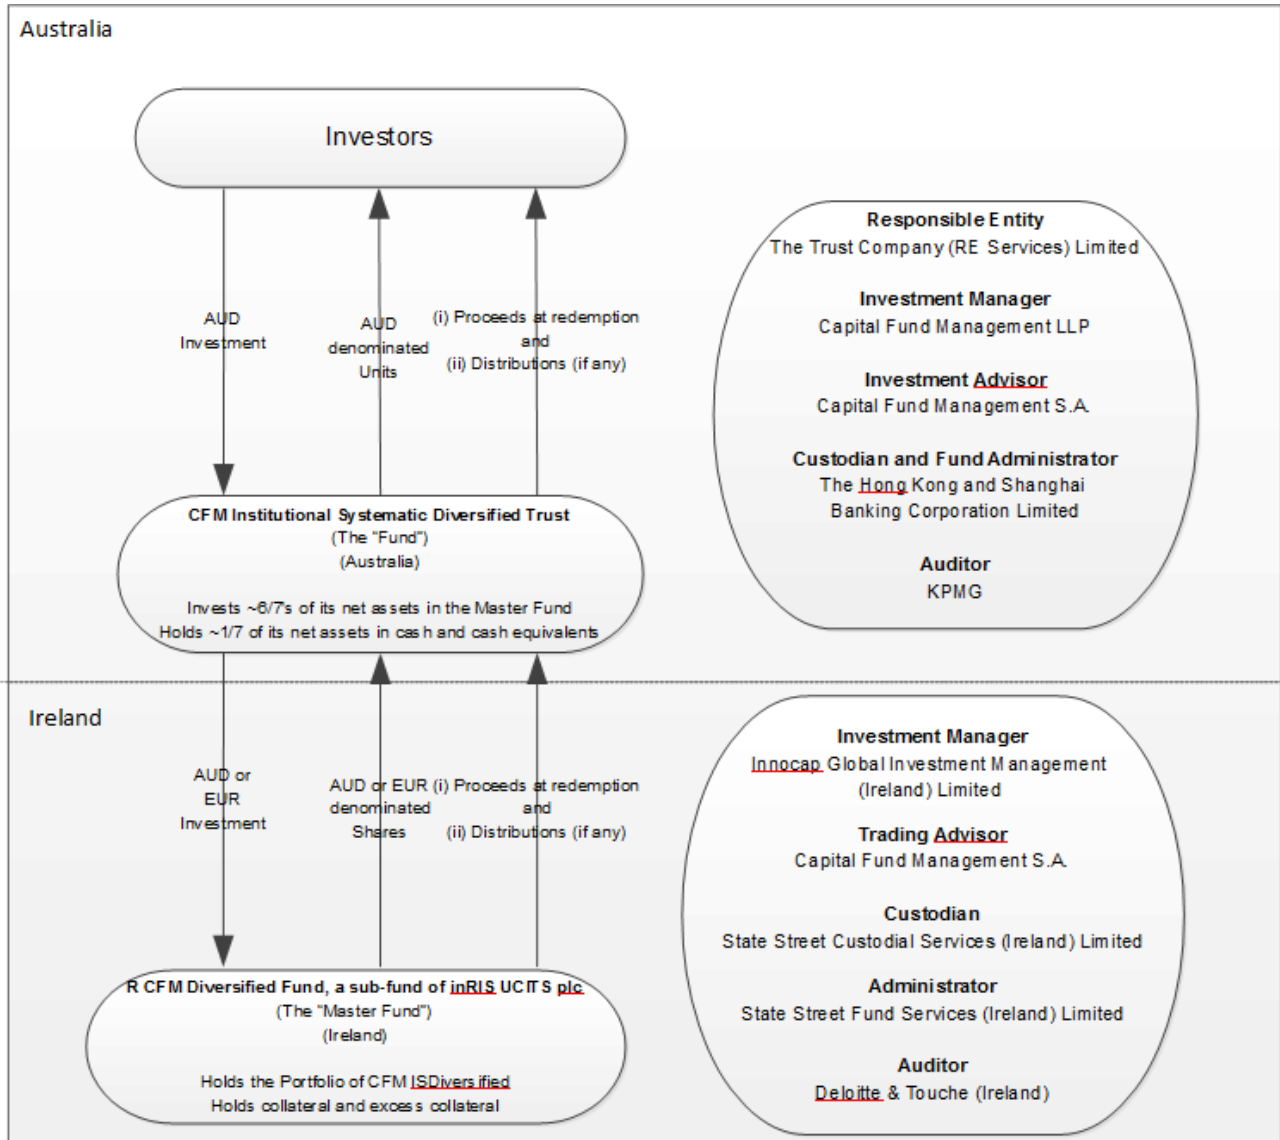 Australia
Investors
AUD
Investment
AUD
denominated
Units
(i) Proceeds at redemption
and
(ii) Distributions (if any)
Responsible Entity
The Trust Company (RE Services) Limited
Investment Manager
Capital Fund Management LLP
Investment Advisor
Capital Fund Management S.A.
Custodian and Fund Administrator
The Hong Kong and Shanghai
Banking Corporation Limited
Auditor
KPMG
CFM Institutional Systematic Diversified Trust
(The "Fund")
(Australia)
Invests ~6/7's of its net assets in the Master Fund
Holds ~1/7 of its net assets in cash and cash equivalents
Ireland
AUD or
EUR
Investment
AUD or EUR
denominated
Shares
(i) Proceeds at redemption
and
(ii) Distributions (if any)
Investment Manager
Innocap Global Investment Management
(Ireland) Limited
Trading Advisor
Capital Fund Management S.A.
Custodian
State Street Custodial Services (Ireland) Limited
Administrator
State Street Fund Services (Ireland) Limited
Auditor
Deloitte & Touche (Ireland)
R CFM Diversified Fund, a sub-fund of inRIS UCITS plc
(The "Master Fund")
(Ireland)
Holds the Portfolio of CFM ISDiversified
Holds collateral and excess collateral